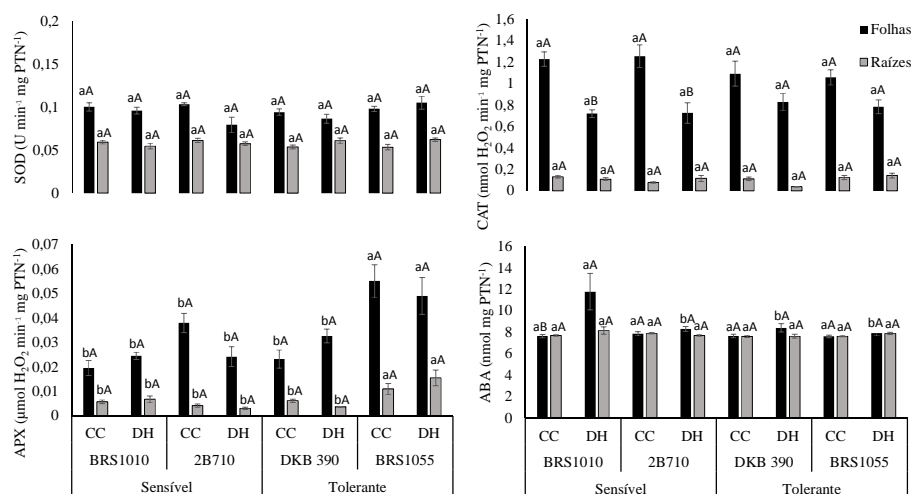 SOD (U min⁻¹ mg PTN⁻¹)
0,2
0,15
0,1
0,05
0
aA aA aA aA aA aA aA aA
aA aA aA aA aA aA aA aA
CAT (nmol H₂O₂ min⁻¹ mg PTN⁻¹)
1,6
1,4
1,2
1
0,8
0,6
0,4
0,2
0
aA aB aA aB aA aA aA aA
aA aA aA aA aA aA aA aA
Folhas
Raízes
APX (µmol H₂O₂ min⁻¹ mg PTN⁻¹)
0,07
0,06
0,05
0,04
0,03
0,02
0,01
0
bA bA bA bA bA bA aA aA
bA bA bA bA bA bA aA aA
CC DH CC DH CC DH CC DH
BRS1010 2B710 DKB 390 BRS1055
Sensível Tolerante
ABA (nmol mg PTN⁻¹)
16
14
12
10
8
6
4
2
0
aB aA aA aA aA aA bA aA aA aA bA aA aA aA bA aA
CC DH CC DH CC DH CC DH
BRS1010 2B710 DKB 390 BRS1055
Sensível Tolerante